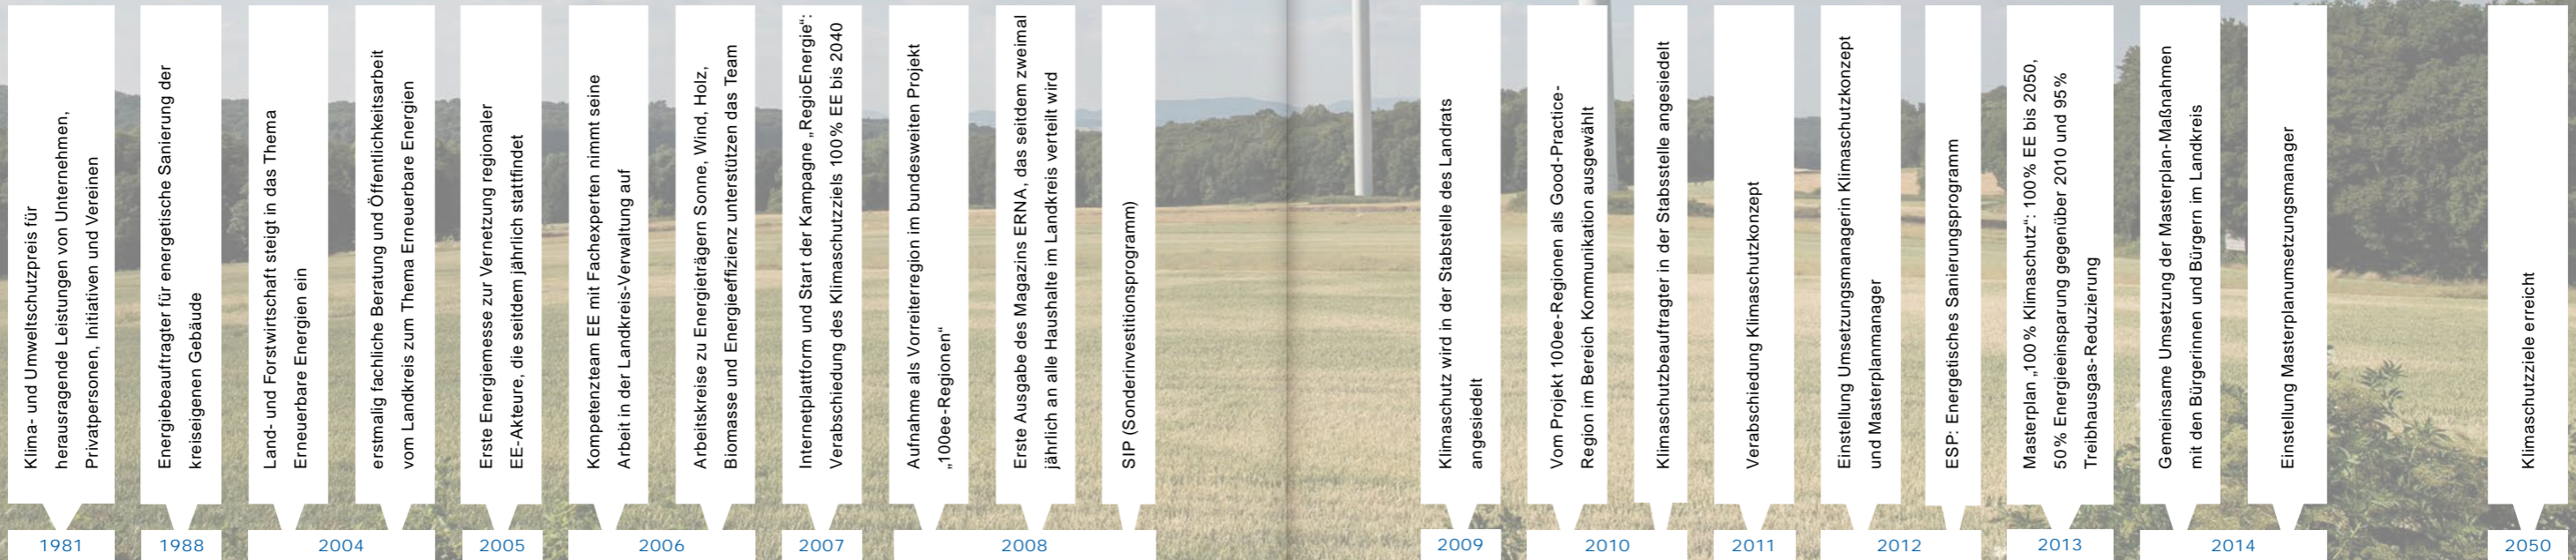 Klima- und Umweltschutzpreis für
herausragende Leistungen von Unternehmen,
Privatpersonen, Initiativen und Vereinen
1981
Energiebeauftragter für energetische Sanierung der
kreiseigenen Gebäude
1988
Land- und Forstwirtschaft steigt in das Thema
Erneuerbare Energien ein
erstmalig fachliche Beratung und Öffentlichkeitsarbeit
vom Landkreis zum Thema Erneuerbare Energien
2004
Erste Energiemesse zur Vernetzung regionaler
EE-Akteure, die seitdem jährlich stattfindet
2005
Kompetenzteam EE mit Fachexperten nimmt seine
Arbeit in der Landkreis-Verwaltung auf
Arbeitskreise zu Energieträgern Sonne, Wind, Holz,
Biomasse und Energieeffizienz unterstützen das Team
2006
Internetplattform und Start der Kampagne „RegioEnergie“:
Verabschiedung des Klimaschutzziels 100 % EE bis 2040
2007
Aufnahme als Vorreiterregion im bundesweiten Projekt
„100ee-Regionen“
Erste Ausgabe des Magazins ERNA, das seitdem zweimal
jährlich an alle Haushalte im Landkreis verteilt wird
SIP (Sonderinvestitionsprogramm)
2008
Klimaschutz wird in der Stabstelle des Landrats
angesiedelt
2009
Vom Projekt 100ee-Regionen als Good-Practice-
Region im Bereich Kommunikation ausgewählt
Klimaschutzbeauftragter in der Stabsstelle angesiedelt
2010
Verabschiedung Klimaschutzkonzept
2011
Einstellung Umsetzungsmanagerin Klimaschutzkonzept
und Masterplanmanager
ESP: Energetisches Sanierungsprogramm
2012
Masterplan „100 % Klimaschutz“: 100 % EE bis 2050,
50 % Energieeinsparung gegenüber 2010 und 95 %
Treibhausgas-Reduzierung
2013
Gemeinsame Umsetzung der Masterplan-Maßnahmen
mit den Bürgerinnen und Bürgern im Landkreis
Einstellung Masterplanumsetzungsmanager
2014
Klimaschutzziele erreicht
2050